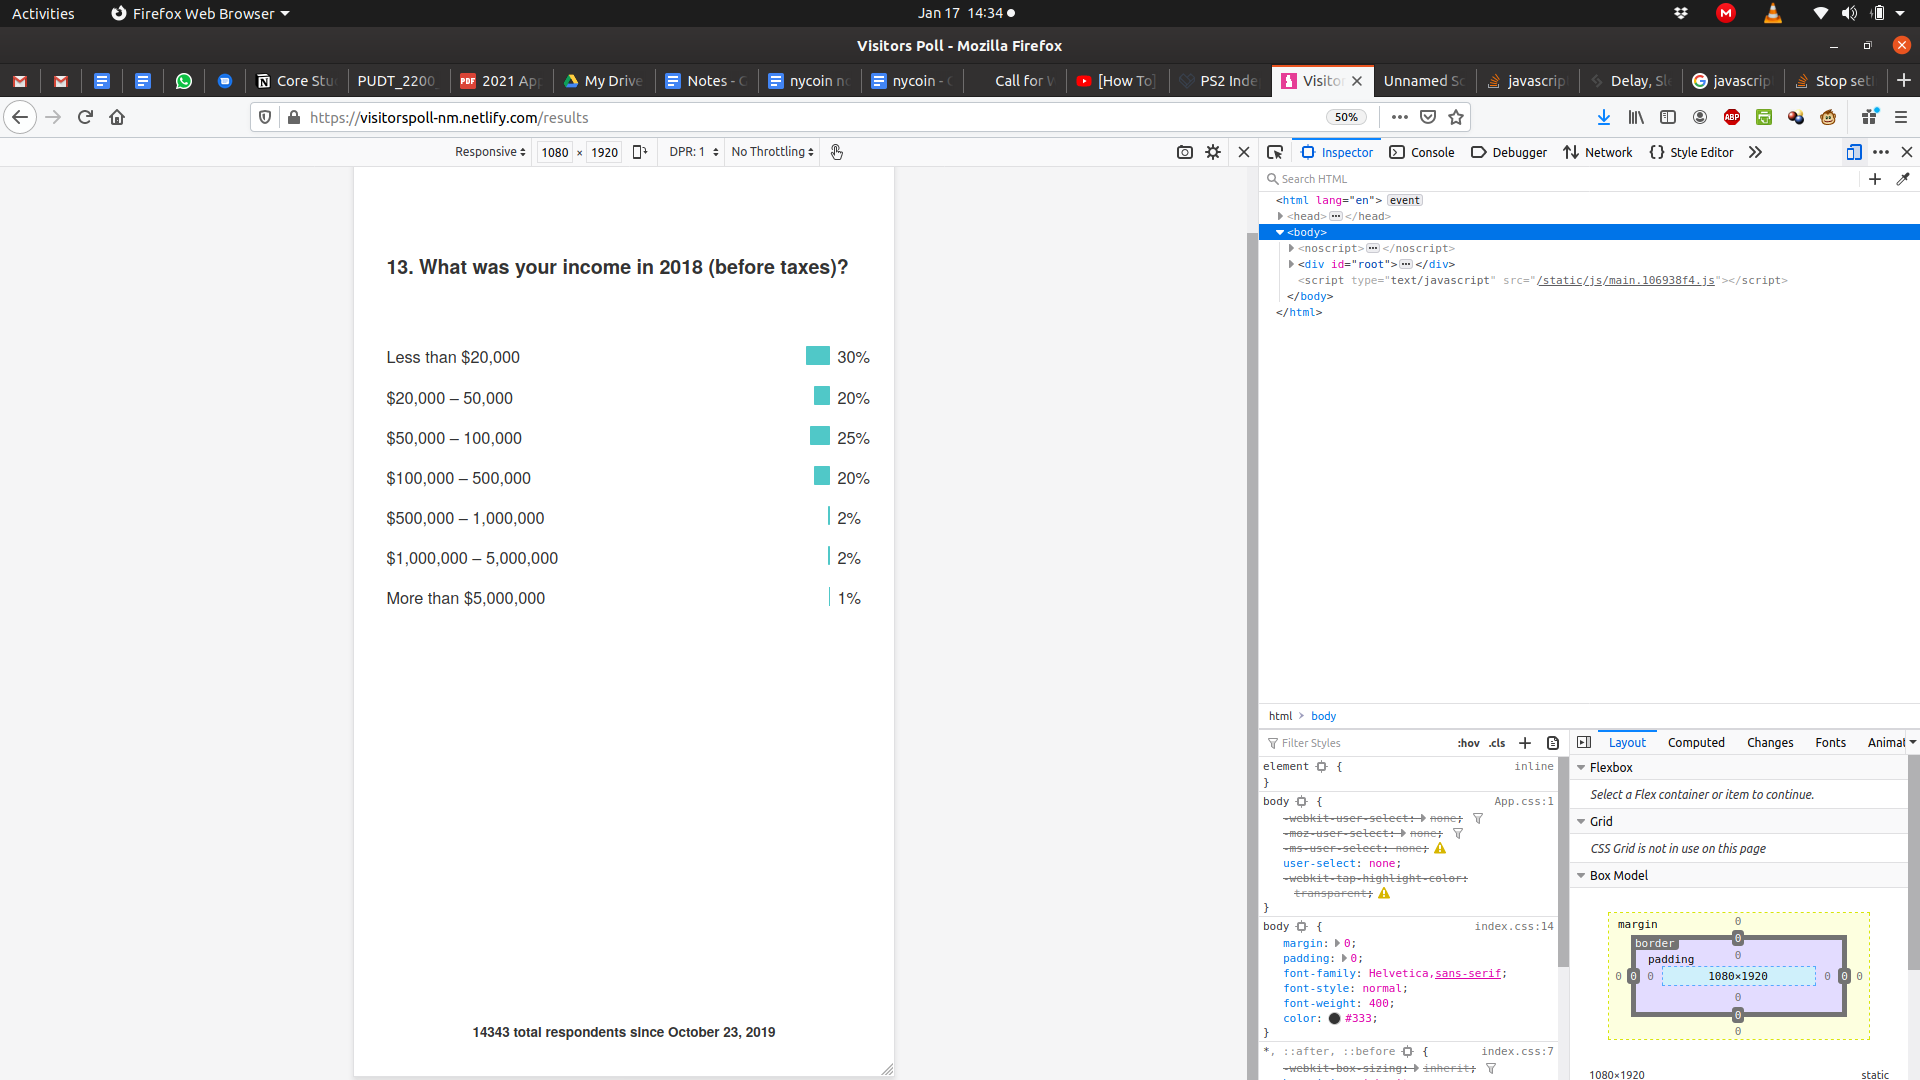 Activities Firefox Web Browser Jan 17 14:34
Visitors Poll - Mozilla Firefox
Core Stu PUDT_2200 PDF 2021 Ap My Drive Notes - nycoin no nycoin - Call for [How To] PS2 Inde Visitor Unnamed Sc javascrip Delay, Sle javascrip Stop set
https://visitorspoll-nm.netlify.com/results 50% ABP
Responsive 1080 × 1920 DPR: 1 No Throttling Inspector Console Debugger Network Style Editor
Search HTML
<html lang="en"> event
<head> </head>
<body>
<noscript> </noscript>
<div id="root"> </div>
<script type="text/javascript" src="/static/js/main.106938f4.js"></script>
</body>
</html>
13. What was your income in 2018 (before taxes)?
Less than $20,000 30%
$20,000 – 50,000 20%
$50,000 – 100,000 25%
$100,000 – 500,000 20%
$500,000 – 1,000,000 2%
$1,000,000 – 5,000,000 2%
More than $5,000,000 1%
14343 total respondents since October 23, 2019
html > body
Filter Styles :hov .cls
element { inline
}
body { App.css:1
-webkit-user-select: none;
-moz-user-select: none;
-ms-user-select: none;
user-select: none;
-webkit-tap-highlight-color:
transparent;
}
body { index.css:14
margin: 0;
padding: 0;
font-family: Helvetica,sans-serif;
font-style: normal;
font-weight: 400;
color: #333;
}
*, ::after, ::before { index.css:7
-webkit-box-sizing: inherit;
Layout Computed Changes Fonts Animat
Flexbox
Select a Flex container or item to continue.
Grid
CSS Grid is not in use on this page
Box Model
margin 0
border 0
padding 0
0 0 0 1080×1920 0 0 0
0
0
0
1080×1920 static